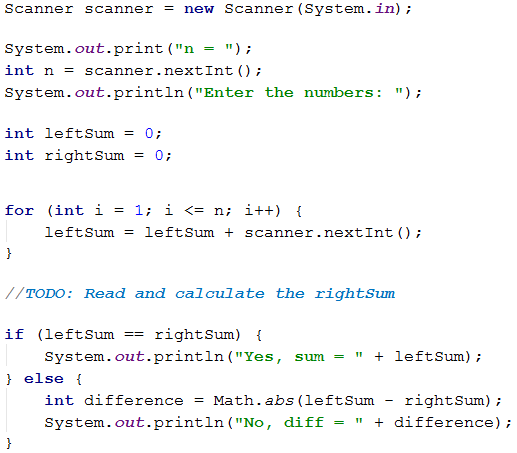 Scanner scanner = new Scanner(System.in);
System.out.print("n = ");
int n = scanner.nextInt();
System.out.println("Enter the numbers: ");
int leftSum = 0;
int rightSum = 0;
for (int i = 1; i <= n; i++) {
    leftSum = leftSum + scanner.nextInt();
}
//TODO: Read and calculate the rightSum
if (leftSum == rightSum) {
    System.out.println("Yes, sum = " + leftSum);
} else {
    int difference = Math.abs(leftSum - rightSum);
    System.out.println("No, diff = " + difference);
}